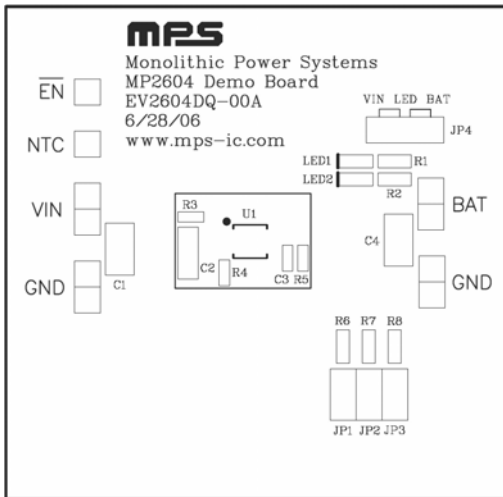 mps
Monolithic Power Systems
MP2604 Demo Board
EV2604DQ-00A
6/28/06
www.mps-ic.com
EN
NTC
VIN
GND
C1
VIN LED BAT
JP4
LED1
R1
LED2
R2
BAT
C4
GND
R3
U1
C2
R4
C3
R5
R6 R7 R8
JP1 JP2 JP3